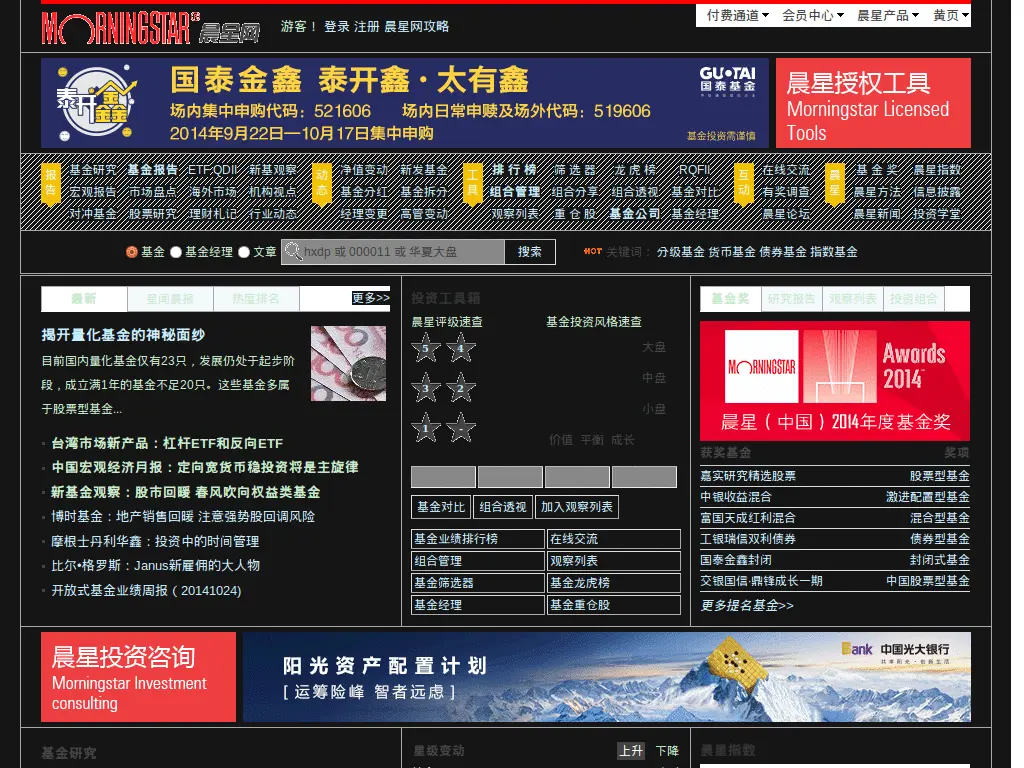 MORNINGSTAR® 晨星网 游客！ 登录 注册 晨星网攻略
付费通道 会员中心 晨星产品 黄页
国泰金鑫 泰开鑫·太有鑫
泰开鑫
场内集中申购代码：521606 场内日常申赎及场外代码：519606
2014年9月22日—10月17日集中申购
GU•TAI
国泰基金
基金投资需谨慎
晨星授权工具
Morningstar Licensed
Tools
报告 基金研究 基金报告 ETF,QDII 新基观察 动态 净值变动 新发基金 工具 排行榜 筛选器 龙虎榜 RQFII 互动 在线交流 晨星 基金奖 晨星指数
宏观报告 市场盘点 海外市场 机构视点 基金分红 基金拆分 组合管理 组合分享 组合透视 基金对比 有奖调查 晨星方法 信息披露
对冲基金 股票研究 理财札记 行业动态 经理变更 高管变动 观察列表 重仓股 基金公司 基金经理 晨星论坛 晨星新闻 投资学堂
基金 基金经理 文章 hxdp 或 000011 或 华夏大盘 搜索 HOT 关键词： 分级基金 货币基金 债券基金 指数基金
最新 星闻晨报 热度排名 更多>>
揭开量化基金的神秘面纱
目前国内量化基金仅有23只，发展仍处于起步阶
段，成立满1年的基金不足20只。这些基金多属
于股票型基金...
台湾市场新产品：杠杆ETF和反向ETF
中国宏观经济月报：定向宽货币稳投资将是主旋律
新基金观察：股市回暖 春风吹向权益类基金
博时基金：地产销售回暖 注意强势股回调风险
摩根士丹利华鑫：投资中的时间管理
比尔•格罗斯：Janus新雇佣的大人物
开放式基金业绩周报（20141024)
投资工具箱
晨星评级速查 基金投资风格速查
5 4 大盘
中盘
3 2
小盘
1 -
价值 平衡 成长
基金对比 组合透视 加入观察列表
基金业绩排行榜 在线交流
组合管理 观察列表
基金筛选器 基金龙虎榜
基金经理 基金重仓股
基金奖 研究报告 观察列表 投资组合
MORNINGSTAR Awards
2014
晨星（中国）2014年度基金奖
获奖基金 奖项
嘉实研究精选股票 股票型基金
中银收益混合 激进配置型基金
富国天成红利混合 混合型基金
工银瑞信双利债券 债券型基金
国泰金鑫封闭 封闭式基金
交银国信·鼎锋成长一期 中国股票型基金
更多提名基金>>
晨星投资咨询
Morningstar Investment
consulting
阳光资产配置计划
[ 运筹险峰 智者远虑 ]
Bank 中国光大银行
基金研究 星级变动 上升 下降 晨星指数